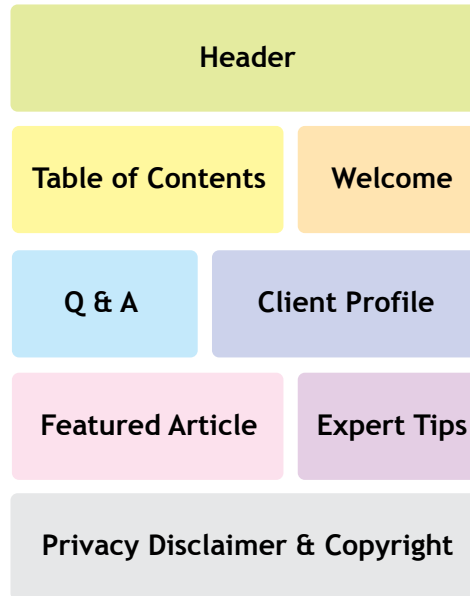 Header
Table of Contents
Welcome
Q & A
Client Profile
Featured Article
Expert Tips
Privacy Disclaimer & Copyright